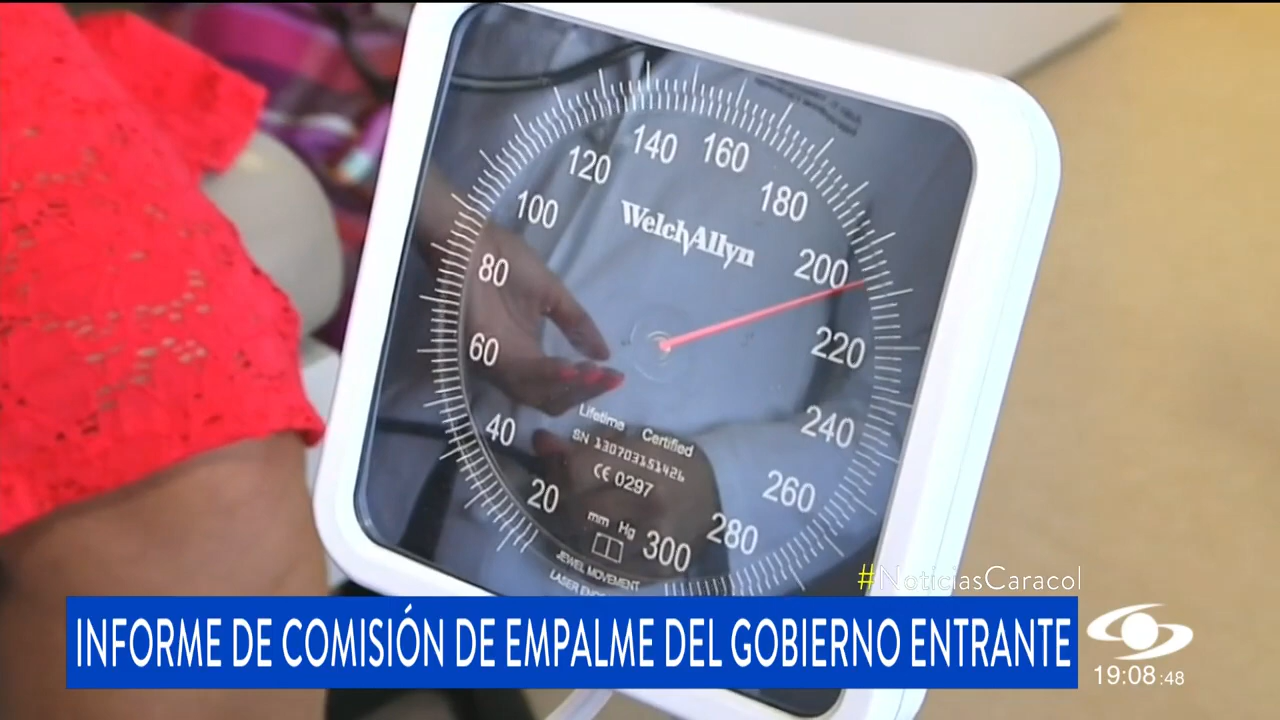 140 160
120 180
100 200
80 220
60 240
40 260
20 280
300
WelchAllyn
Lifetime Certified
SN 130703151426
CE 0297
mm Hg
JEWEL MOVEMENT
#NoticiasCaracol
INFORME DE COMISIÓN DE EMPALME DEL GOBIERNO ENTRANTE
19:08:48